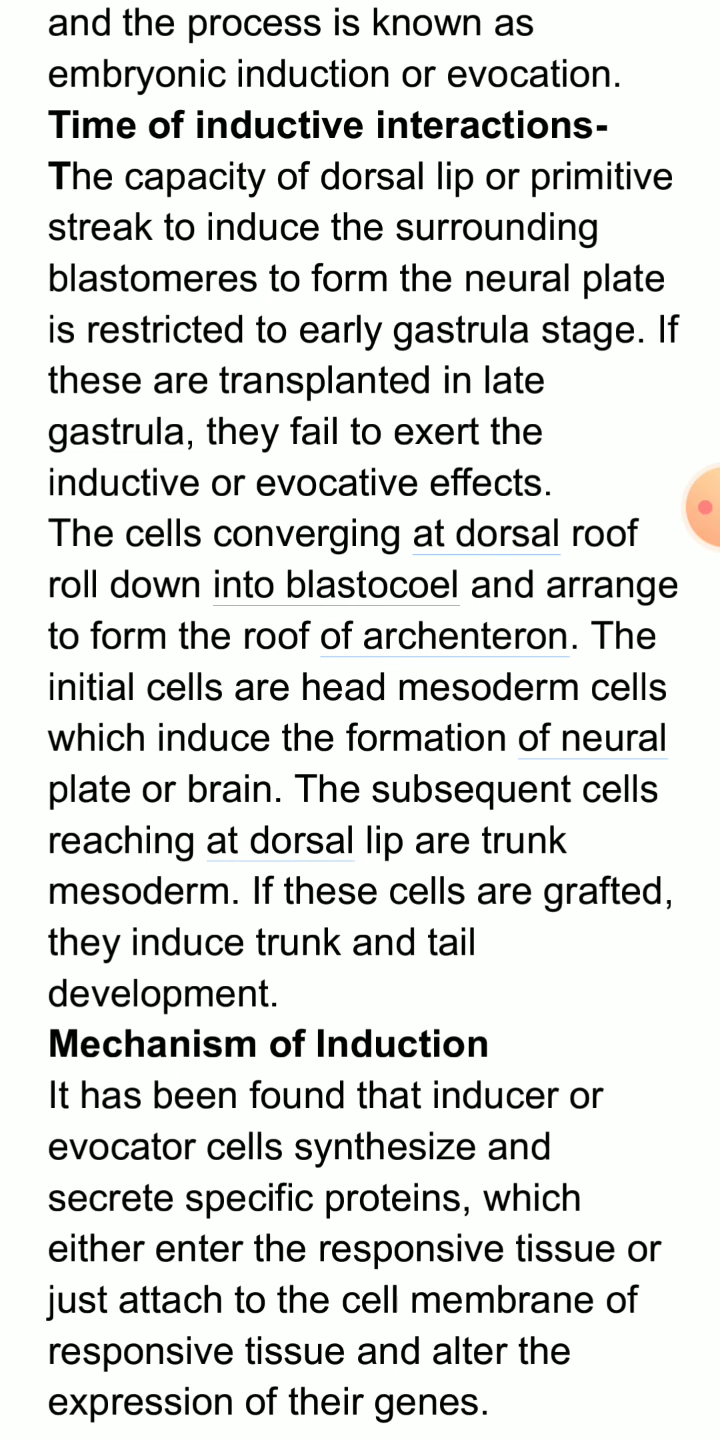 and the process is known as
embryonic induction or evocation.
Time of inductive interactions-
The capacity of dorsal lip or primitive
streak to induce the surrounding
blastomeres to form the neural plate
is restricted to early gastrula stage. If
these are transplanted in late
gastrula, they fail to exert the
inductive or evocative effects.
The cells converging at dorsal roof
roll down into blastocoel and arrange
to form the roof of archenteron. The
initial cells are head mesoderm cells
which induce the formation of neural
plate or brain. The subsequent cells
reaching at dorsal lip are trunk
mesoderm. If these cells are grafted,
they induce trunk and tail
development.
Mechanism of Induction
It has been found that inducer or
evocator cells synthesize and
secrete specific proteins, which
either enter the responsive tissue or
just attach to the cell membrane of
responsive tissue and alter the
expression of their genes.